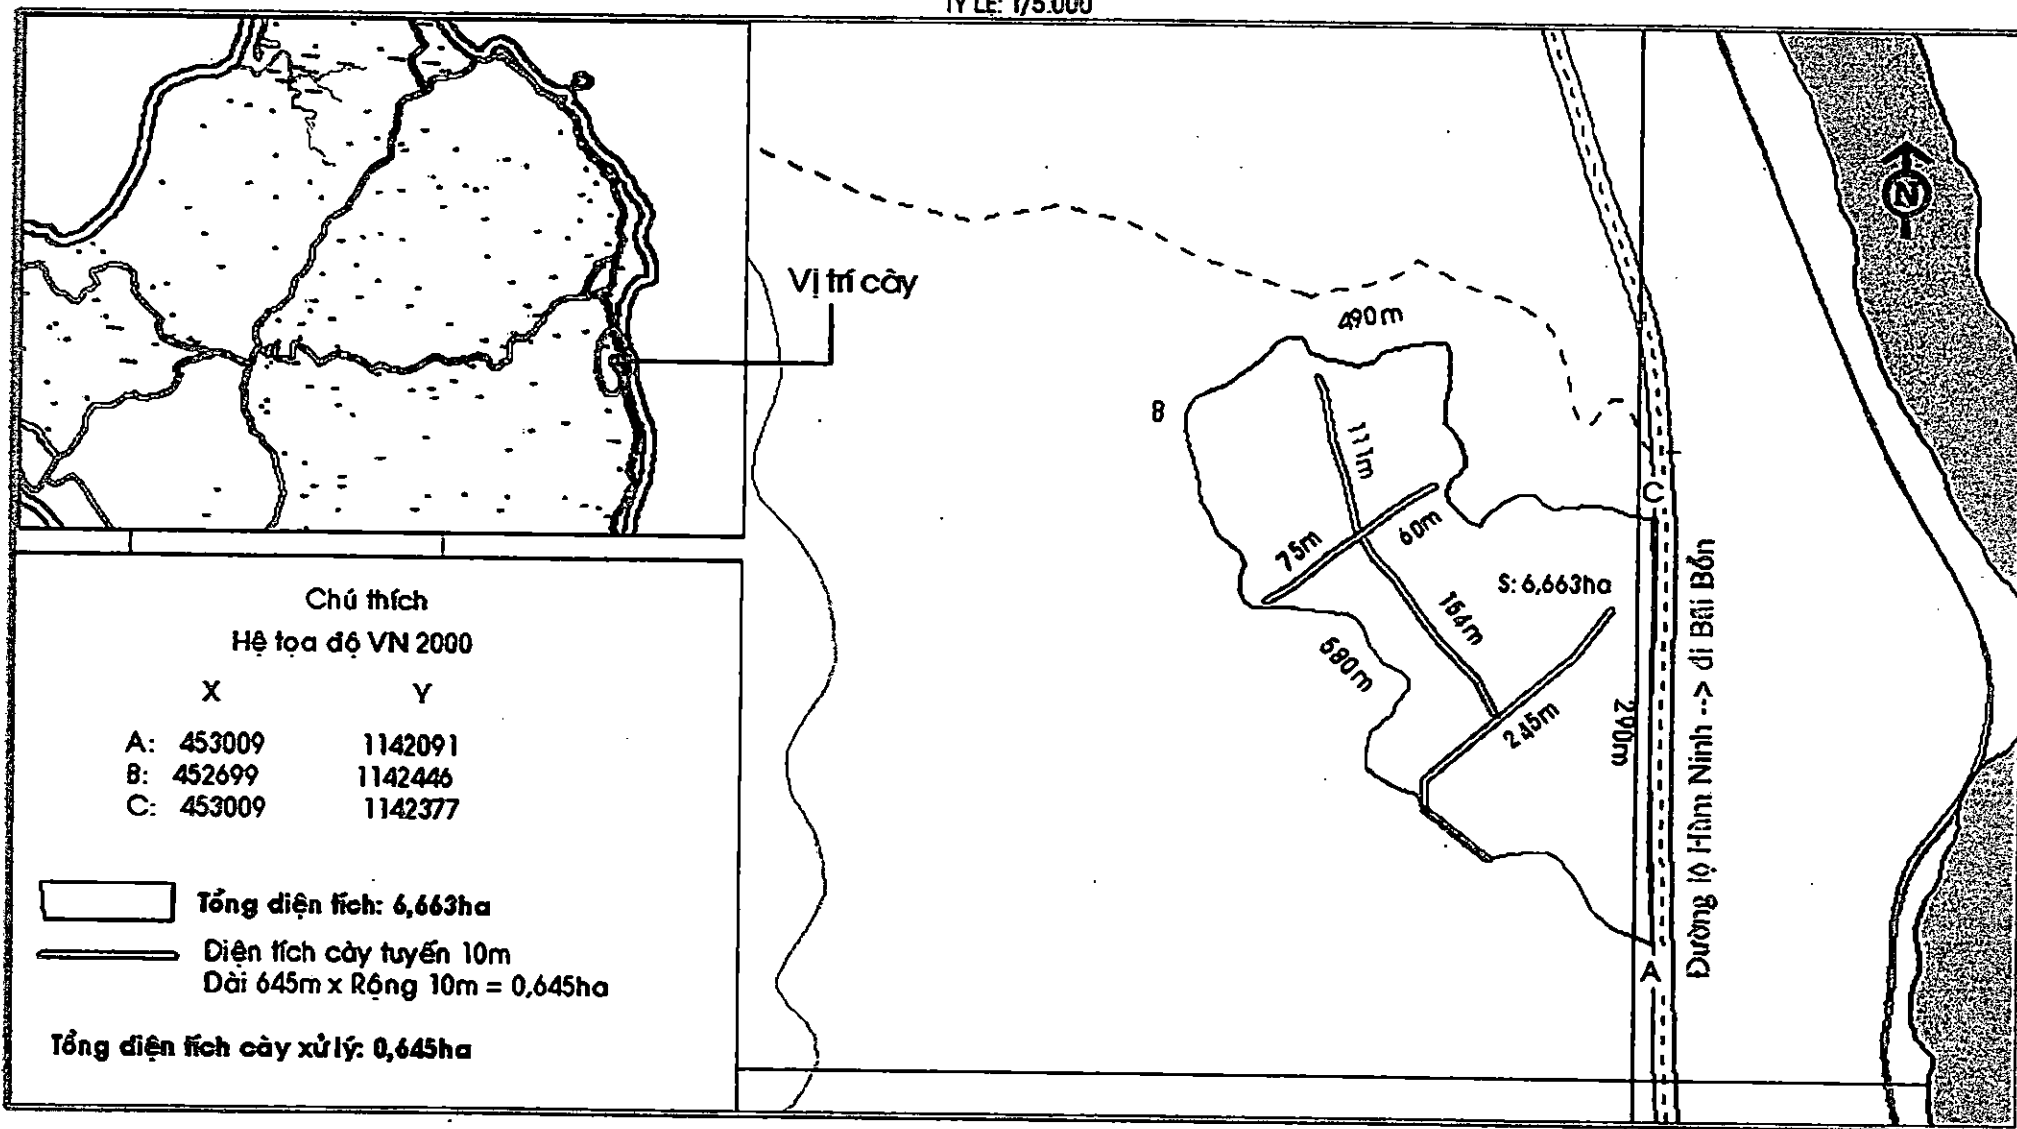 TỶ LỆ: 1/5.000
Vị trí cày
N
490m
B
111m
C
75m
60m
S: 6,663ha
154m
580m
245m
290m
Đường lộ Hàm Ninh --> đi Bãi Bổn
A
Chú thích
Hệ tọa độ VN 2000
X Y
A: 453009 1142091
B: 452699 1142446
C: 453009 1142377
Tổng diện tích: 6,663ha
Diện tích cày tuyến 10m
Dài 645m x Rộng 10m = 0,645ha
Tổng diện tích cày xử lý: 0,645ha